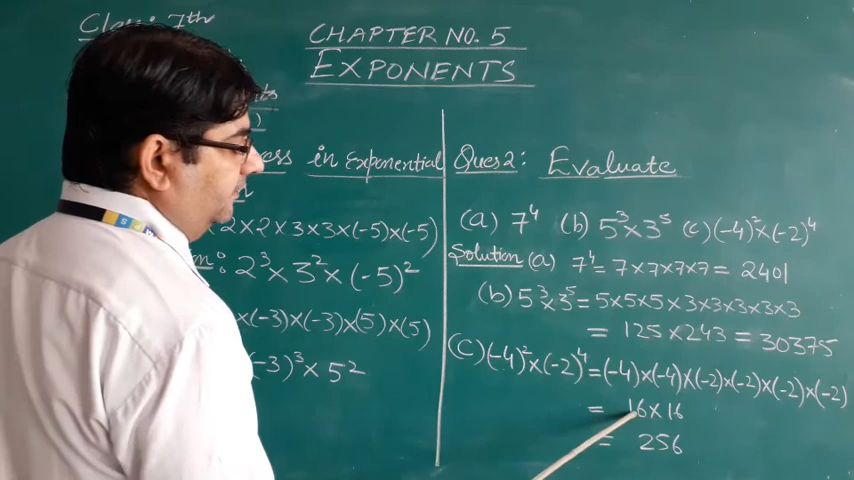 Class: 7th
CHAPTER NO. 5
EXPONENTS
in Exponential
2×2×3×3×(-5)×(-5)
: 2³ × 3² × (-5)²
×(-3)×(-3)×(5)×(5)
(-3)³ × 5²
Ques 2: Evaluate
(a) 7⁴ (b) 5³×3⁵ (c) (-4)²×(-2)⁴
Solution (a) 7⁴ = 7×7×7×7 = 2401
(b) 5³×3⁵ = 5×5×5×3×3×3×3×3
= 125×243 = 30375
(c) (-4)²×(-2)⁴ = (-4)×(-4)×(-2)×(-2)×(-2)×(-2)
= 16×16
= 256